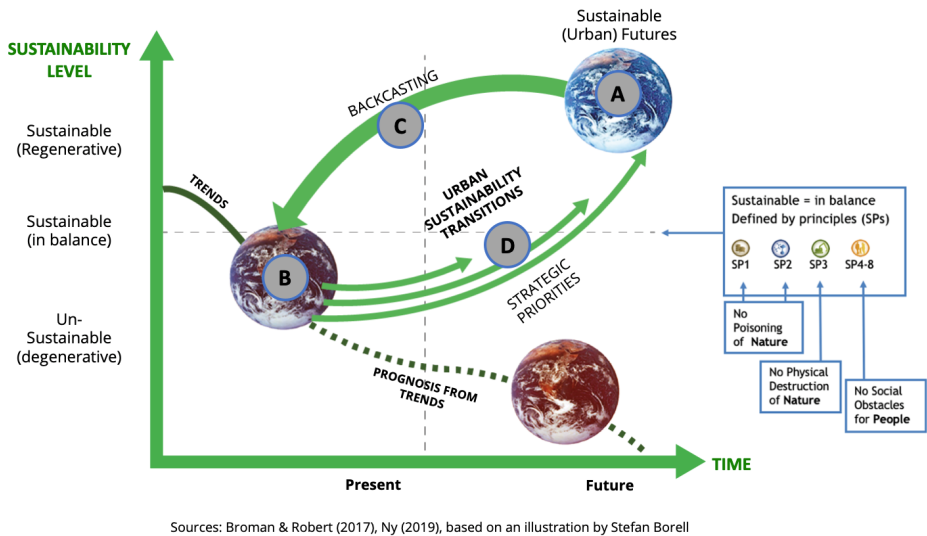 Sustainable
(Urban) Futures
SUSTAINABILITY
LEVEL
A
BACKCASTING
C
Sustainable
(Regenerative)
TRENDS
URBAN
SUSTAINABILITY
TRANSITIONS
Sustainable = in balance
Defined by principles (SPs)
SP1
SP2
SP3
SP4-8
Sustainable
(in balance)
D
B
STRATEGIC
PRIORITIES
No
Poisoning
of Nature
Un-
Sustainable
(degenerative)
No Physical
Destruction
of Nature
PROGNOSIS FROM
TRENDS
No Social
Obstacles
for People
TIME
Present
Future
Sources: Broman & Robert (2017), Ny (2019), based on an illustration by Stefan Borell